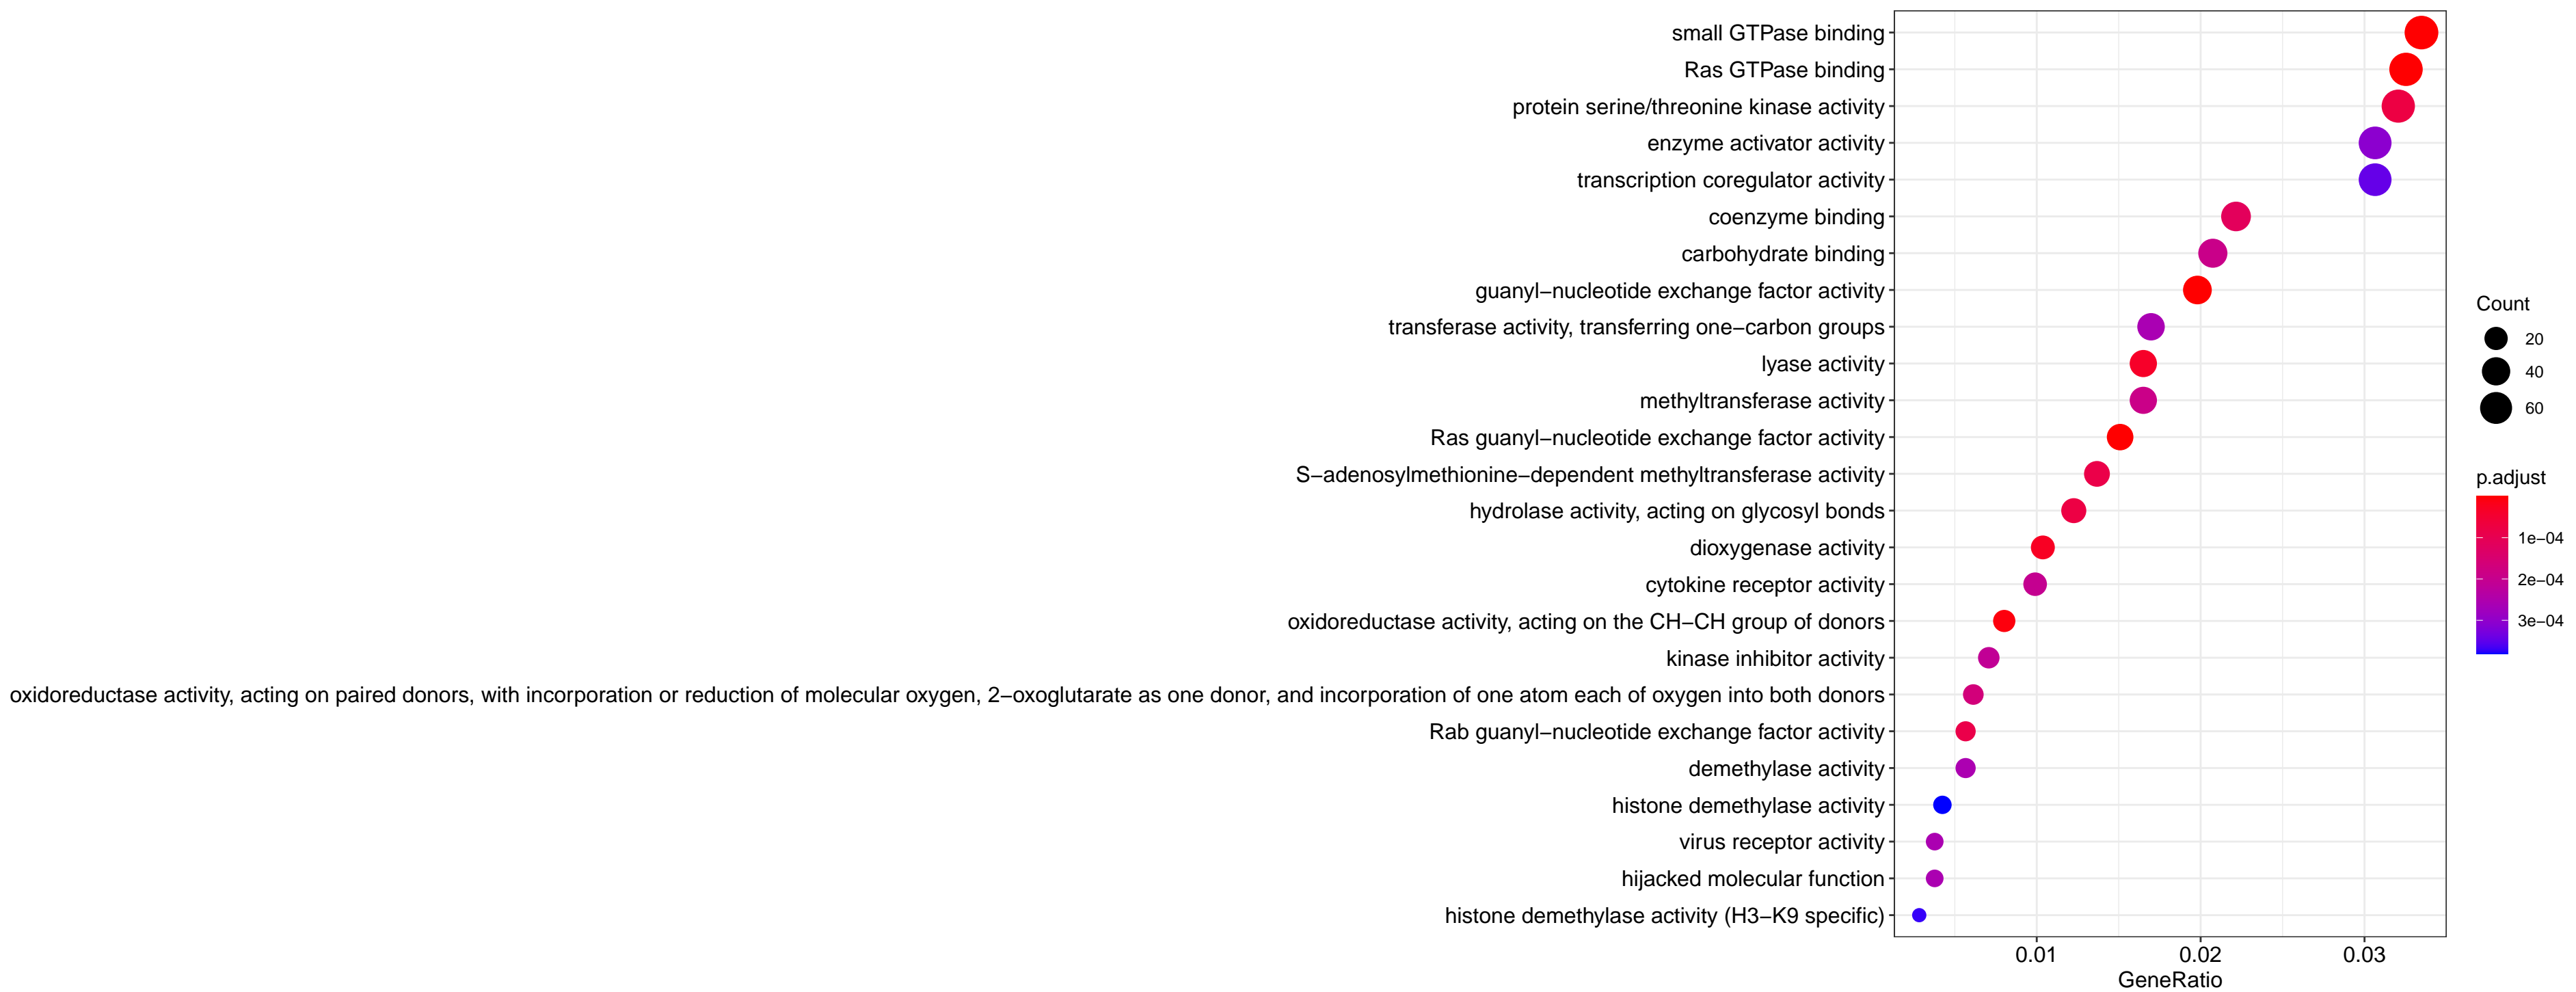 small GTPase binding
Ras GTPase binding
protein serine/threonine kinase activity
enzyme activator activity
transcription coregulator activity
coenzyme binding
carbohydrate binding
guanyl−nucleotide exchange factor activity
transferase activity, transferring one−carbon groups
lyase activity
methyltransferase activity
Ras guanyl−nucleotide exchange factor activity
S−adenosylmethionine−dependent methyltransferase activity
hydrolase activity, acting on glycosyl bonds
dioxygenase activity
cytokine receptor activity
oxidoreductase activity, acting on the CH−CH group of donors
kinase inhibitor activity
oxidoreductase activity, acting on paired donors, with incorporation or reduction of molecular oxygen, 2−oxoglutarate as one donor, and incorporation of one atom each of oxygen into both donors
Rab guanyl−nucleotide exchange factor activity
demethylase activity
histone demethylase activity
virus receptor activity
hijacked molecular function
histone demethylase activity (H3−K9 specific)
0.01 0.02 0.03
GeneRatio
Count
20
40
60
p.adjust
1e−04
2e−04
3e−04